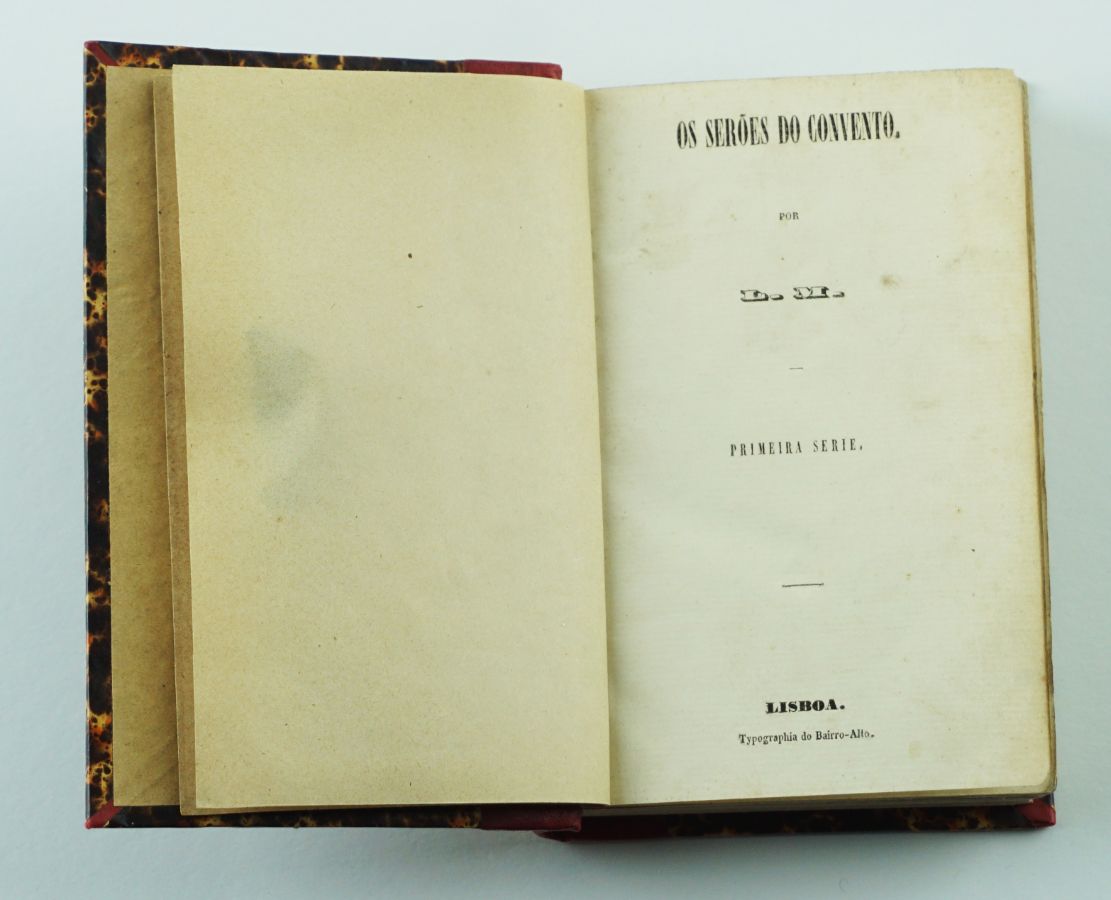 OS SERÕES DO CONVENTO.
POR
L. M.
PRIMEIRA SERIE.
LISBOA.
Typographia do Bairro-Alto.